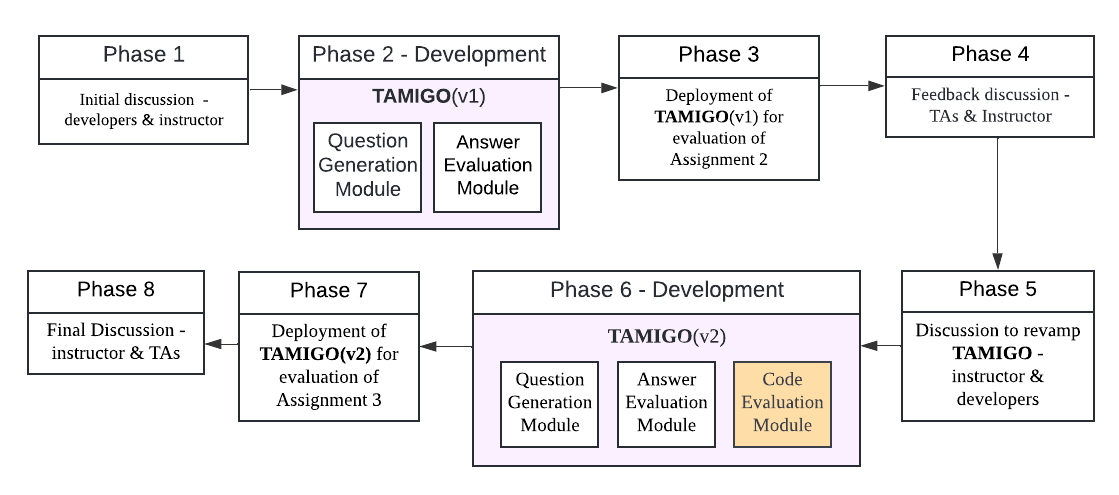 Phase 1
Initial discussion -
developers & instructor
Phase 2 - Development
TAMIGO(v1)
Question
Generation
Module
Answer
Evaluation
Module
Phase 3
Deployment of
TAMIGO(v1) for
evaluation of
Assignment 2
Phase 4
Feedback discussion -
TAs & Instructor
Phase 5
Discussion to revamp
TAMIGO -
instructor &
developers
Phase 6 - Development
TAMIGO(v2)
Question
Generation
Module
Answer
Evaluation
Module
Code
Evaluation
Module
Phase 7
Deployment of
TAMIGO(v2) for
evaluation of
Assignment 3
Phase 8
Final Discussion -
instructor & TAs